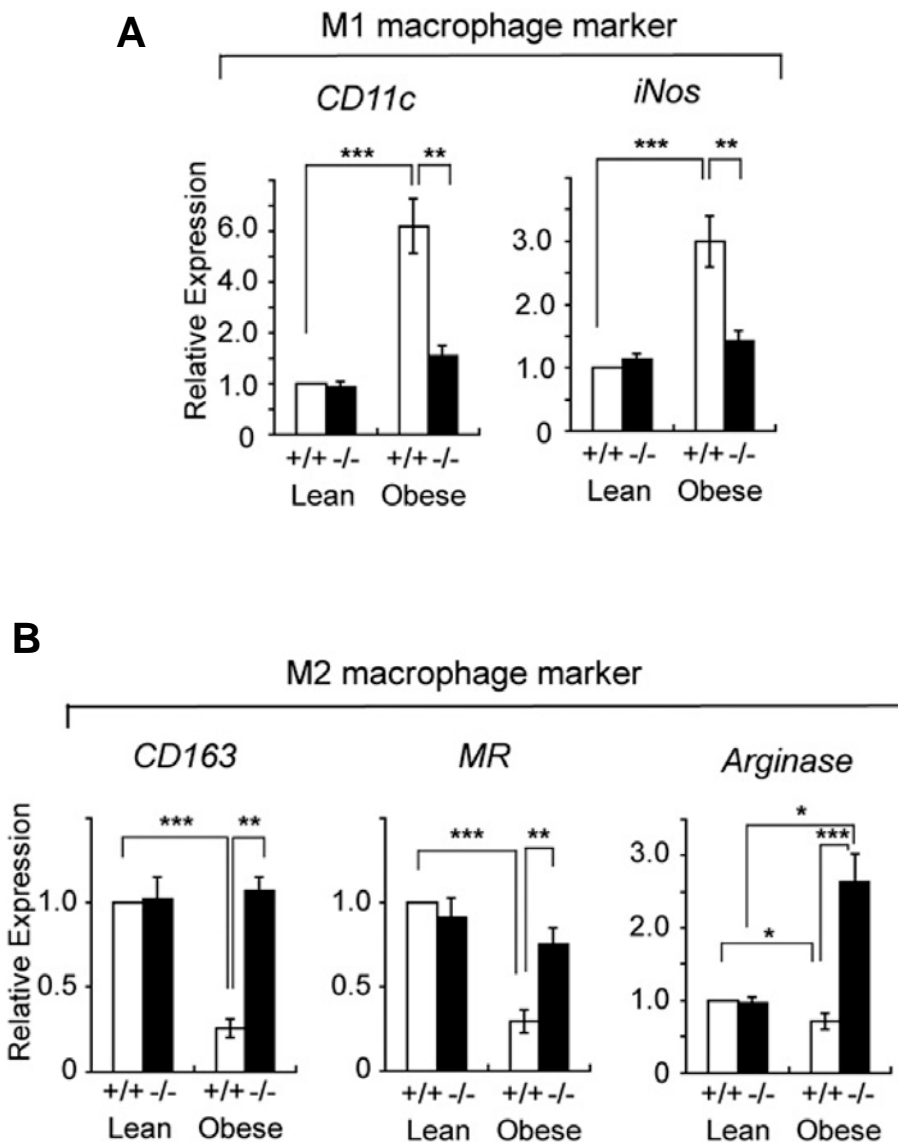 A
M1 macrophage marker
CD11c
iNos
*** **
*** **
Relative Expression
6.0
4.0
2.0
1.0
0
3.0
2.0
1.0
0
+/+ -/- +/+ -/-
Lean Obese
+/+ -/- +/+ -/-
Lean Obese
B
M2 macrophage marker
CD163
MR
Arginase
*** **
*** **
*
***
*
Relative Expression
1.0
0.5
0
1.0
0.5
0
3.0
2.0
1.0
0
+/+ -/- +/+ -/-
Lean Obese
+/+ -/- +/+ -/-
Lean Obese
+/+ -/- +/+ -/-
Lean Obese